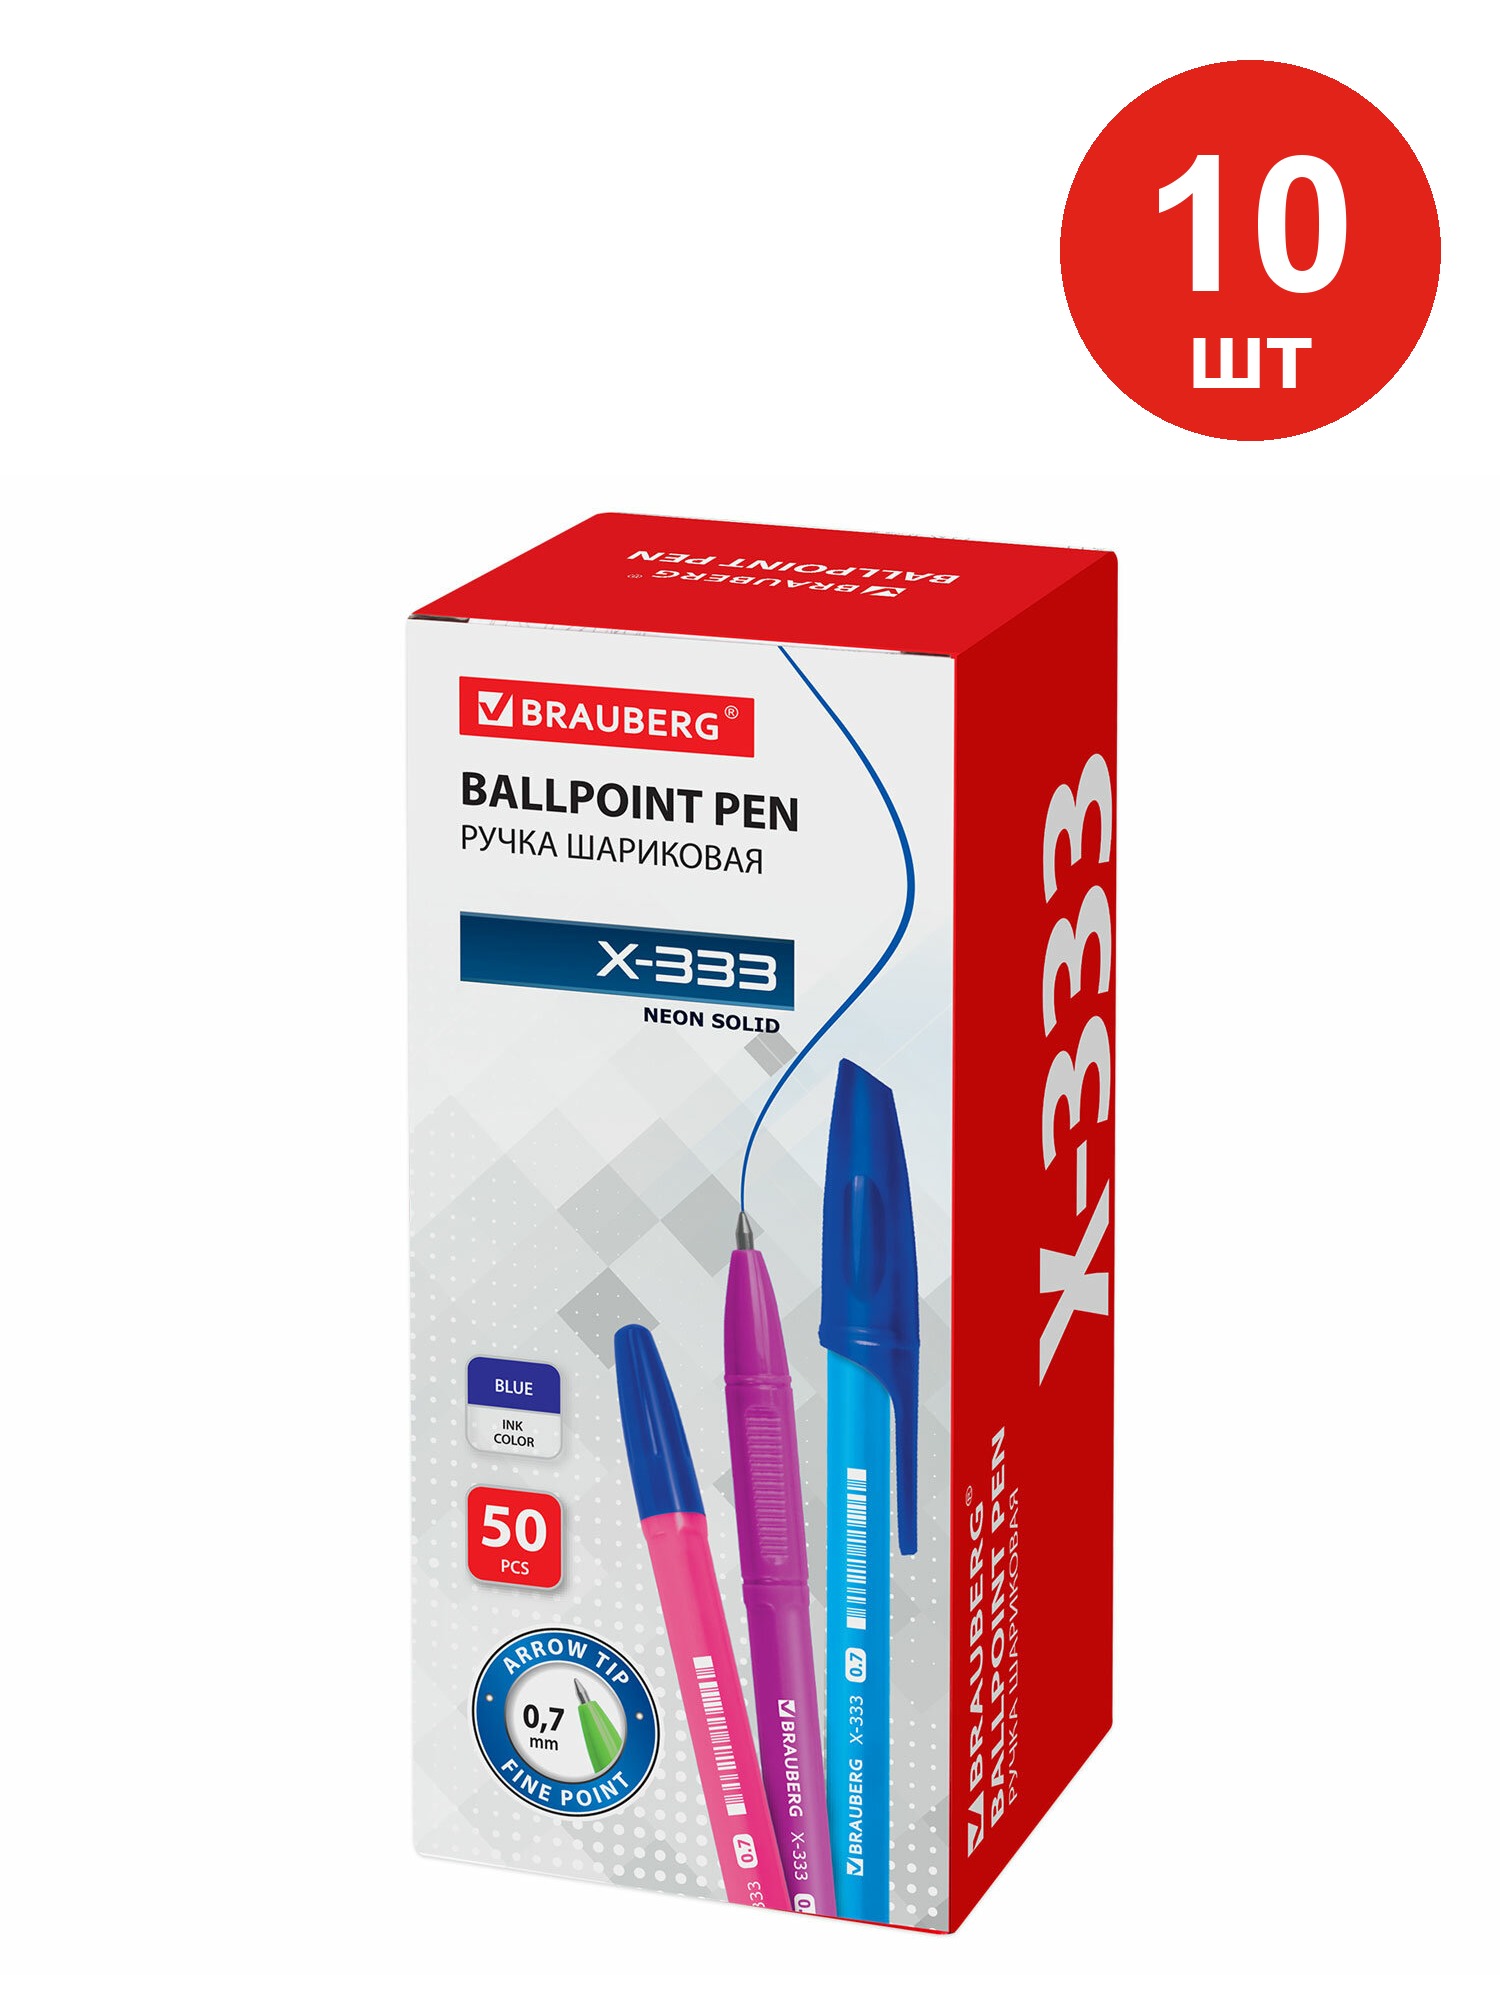 10
шт
BRAUBERG®
BALLPOINT PEN
BRAUBERG®
BALLPOINT PEN
РУЧКА ШАРИКОВАЯ
X-333
NEON SOLID
BLUE
INK
COLOR
50
PCS
ARROW TIP
0,7
mm
FINE POINT
333 0.7
BRAUBERG X-333 0.
BRAUBERG X-333 0.7
X-333
BRAUBERG®
BALLPOINT PEN
РУЧКА ШАРИКОВАЯ